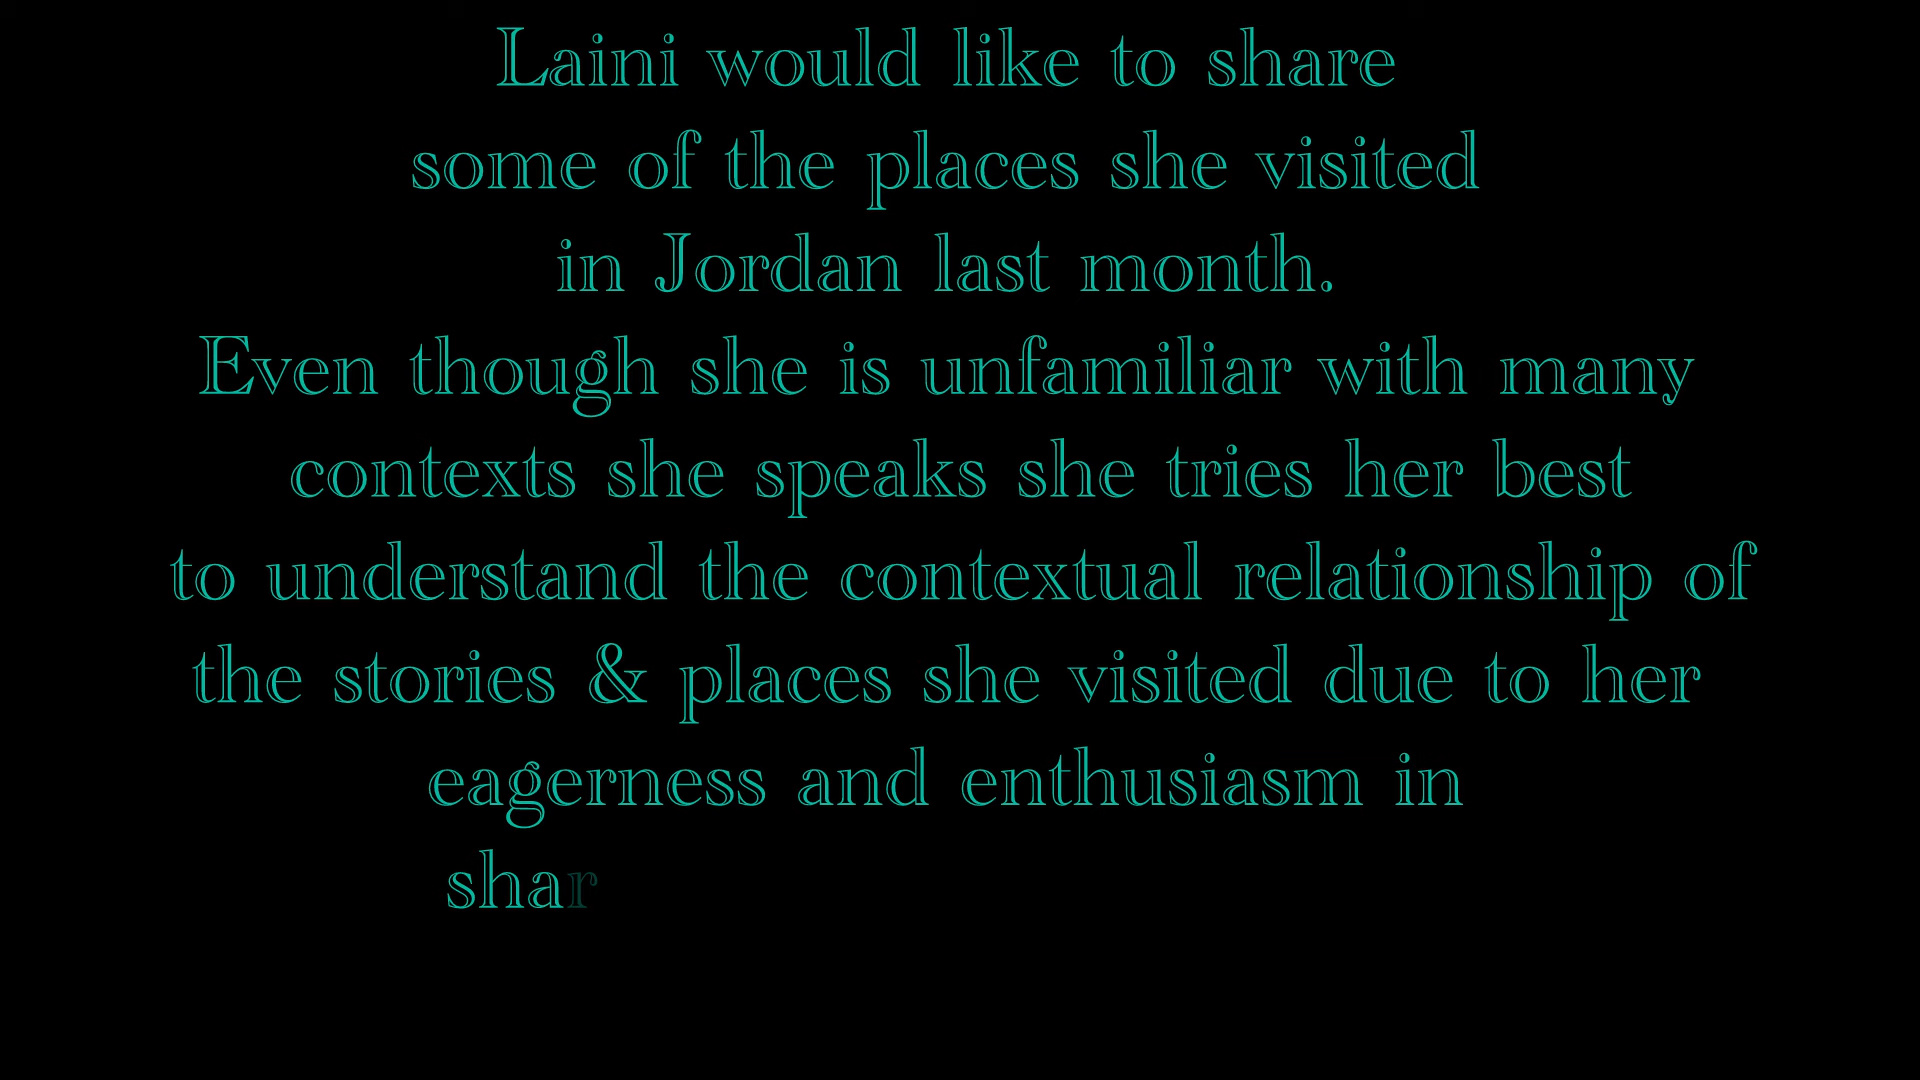 Laini would like to share
some of the places she visited
in Jordan last month.
Even though she is unfamiliar with many
contexts she speaks she tries her best
to understand the contextual relationship of
the stories & places she visited due to her
eagerness and enthusiasm in
shar